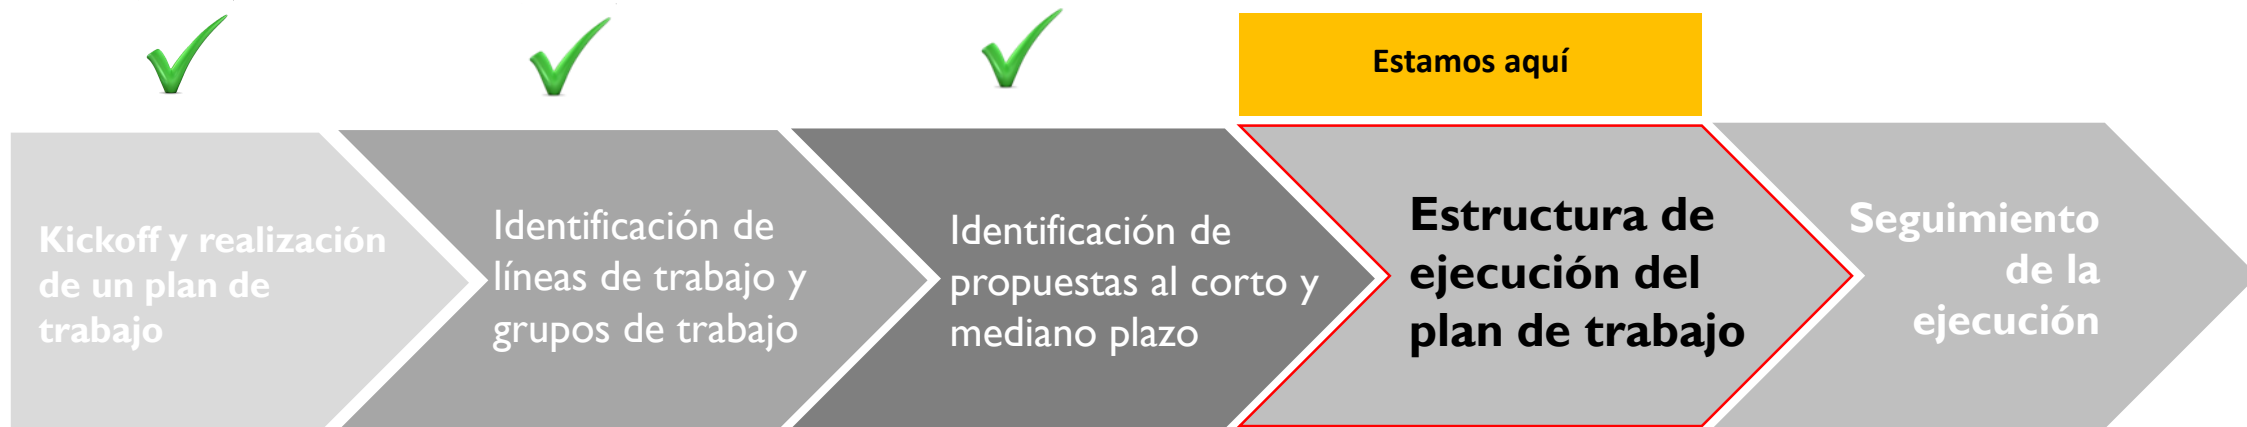 Estamos aquí
Kickoff y realización
de un plan de
trabajo
Identificación de
líneas de trabajo y
grupos de trabajo
Identificación de
propuestas al corto y
mediano plazo
Estructura de
ejecución del
plan de trabajo
Seguimiento
de la
ejecución